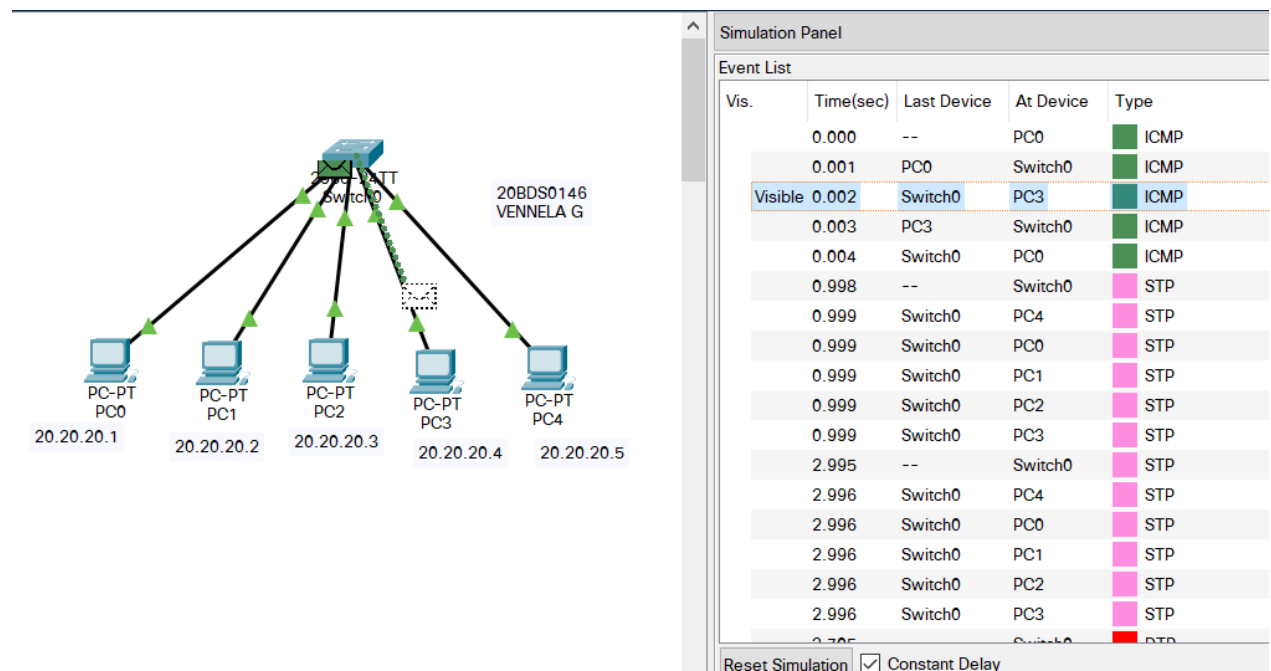 2960-24TT
Switch0
20BDS0146
VENNELA G
PC-PT
PC0
20.20.20.1
PC-PT
PC1
20.20.20.2
PC-PT
PC2
20.20.20.3
PC-PT
PC3
20.20.20.4
PC-PT
PC4
20.20.20.5
Simulation Panel
Event List
Vis. Time(sec) Last Device At Device Type
0.000 -- PC0 ICMP
0.001 PC0 Switch0 ICMP
Visible 0.002 Switch0 PC3 ICMP
0.003 PC3 Switch0 ICMP
0.004 Switch0 PC0 ICMP
0.998 -- Switch0 STP
0.999 Switch0 PC4 STP
0.999 Switch0 PC0 STP
0.999 Switch0 PC1 STP
0.999 Switch0 PC2 STP
0.999 Switch0 PC3 STP
2.995 -- Switch0 STP
2.996 Switch0 PC4 STP
2.996 Switch0 PC0 STP
2.996 Switch0 PC1 STP
2.996 Switch0 PC2 STP
2.996 Switch0 PC3 STP
Switch0 DTP
Reset Simulation Constant Delay